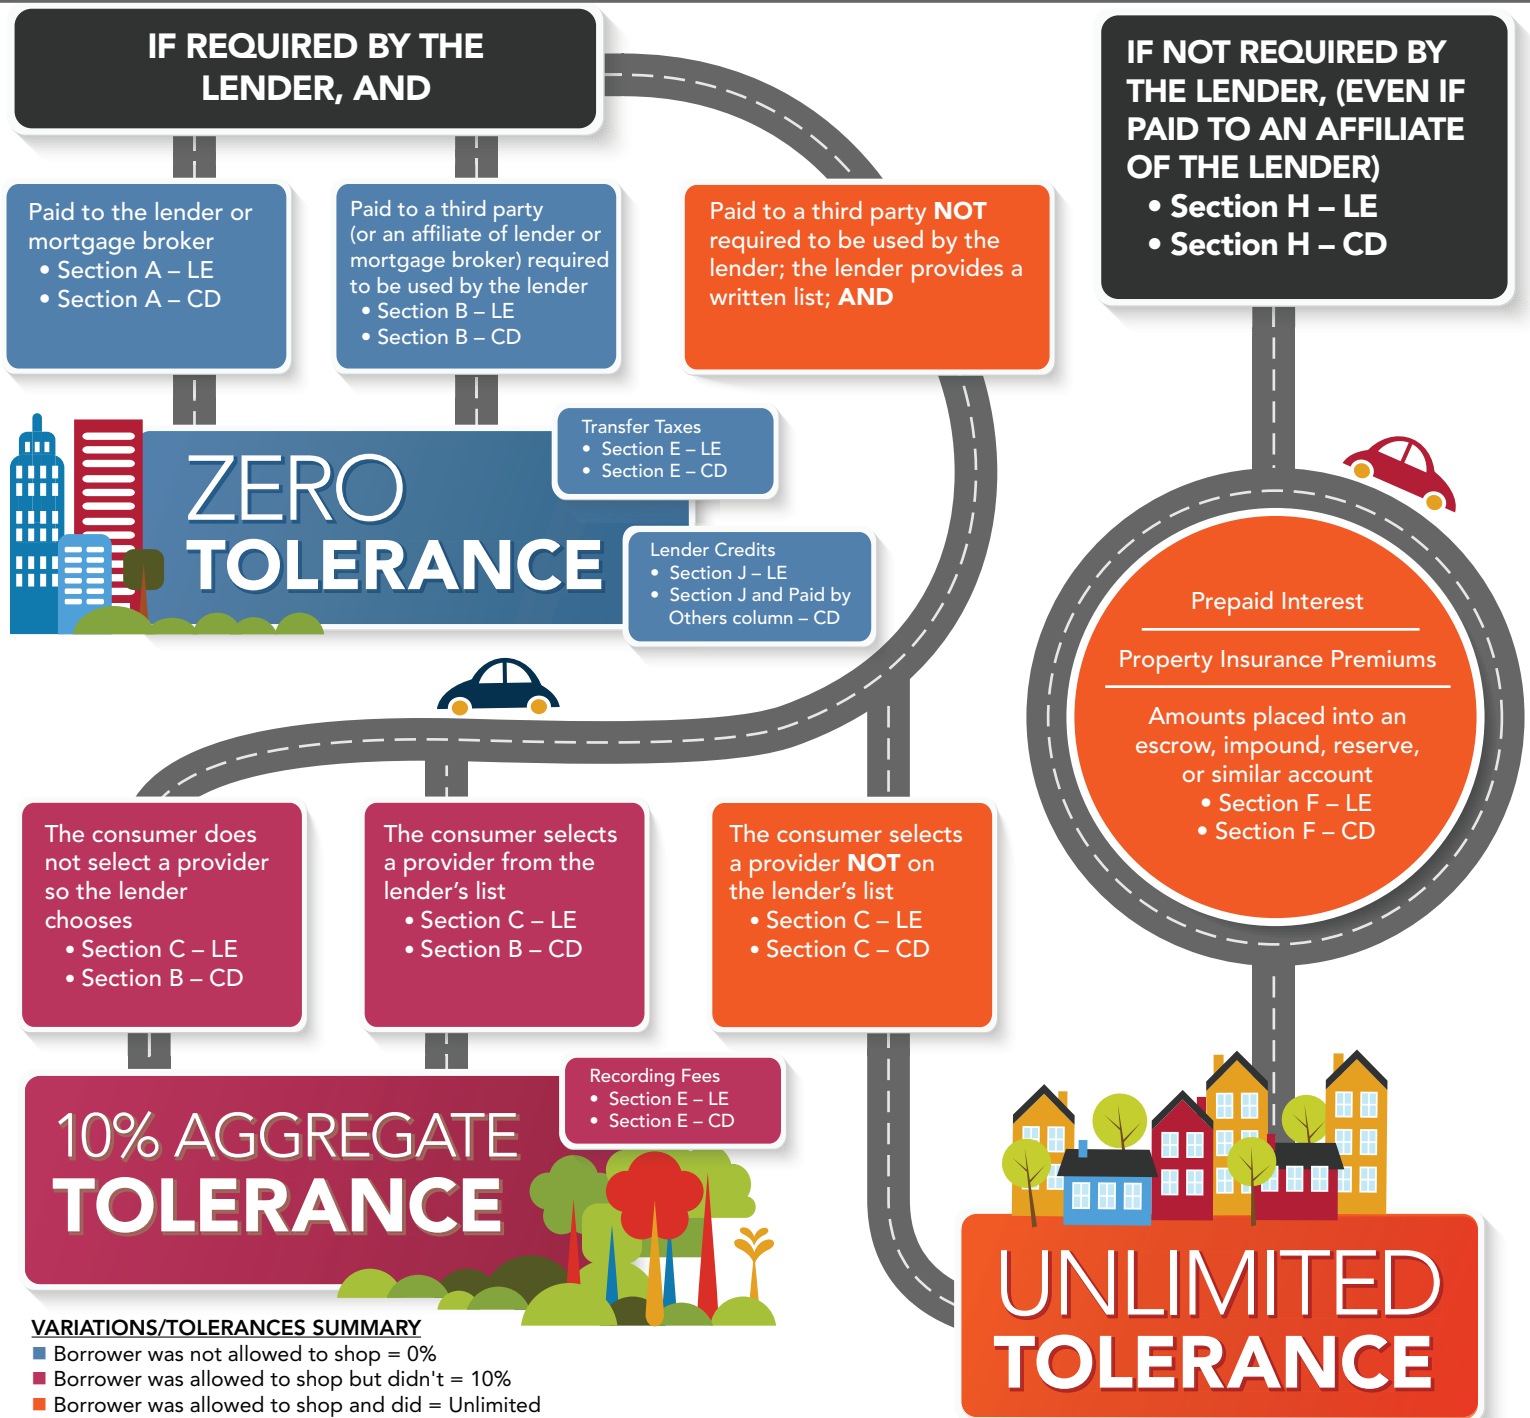 IF REQUIRED BY THE
LENDER, AND
IF NOT REQUIRED BY
THE LENDER, (EVEN IF
PAID TO AN AFFILIATE
OF THE LENDER)
• Section H – LE
• Section H – CD
Paid to the lender or
mortgage broker
• Section A – LE
• Section A – CD
Paid to a third party
(or an affiliate of lender or
mortgage broker) required
to be used by the lender
• Section B – LE
• Section B – CD
Paid to a third party NOT
required to be used by the
lender; the lender provides a
written list; AND
ZERO
TOLERANCE
Transfer Taxes
• Section E – LE
• Section E – CD
Lender Credits
• Section J – LE
• Section J and Paid by
Others column – CD
Prepaid Interest
Property Insurance Premiums
Amounts placed into an
escrow, impound, reserve,
or similar account
• Section F – LE
• Section F – CD
The consumer does
not select a provider
so the lender
chooses
• Section C – LE
• Section B – CD
The consumer selects
a provider from the
lender's list
• Section C – LE
• Section B – CD
The consumer selects
a provider NOT on
the lender's list
• Section C – LE
• Section C – CD
10% AGGREGATE
TOLERANCE
Recording Fees
• Section E – LE
• Section E – CD
UNLIMITED
TOLERANCE
VARIATIONS/TOLERANCES SUMMARY
Borrower was not allowed to shop = 0%
Borrower was allowed to shop but didn't = 10%
Borrower was allowed to shop and did = Unlimited